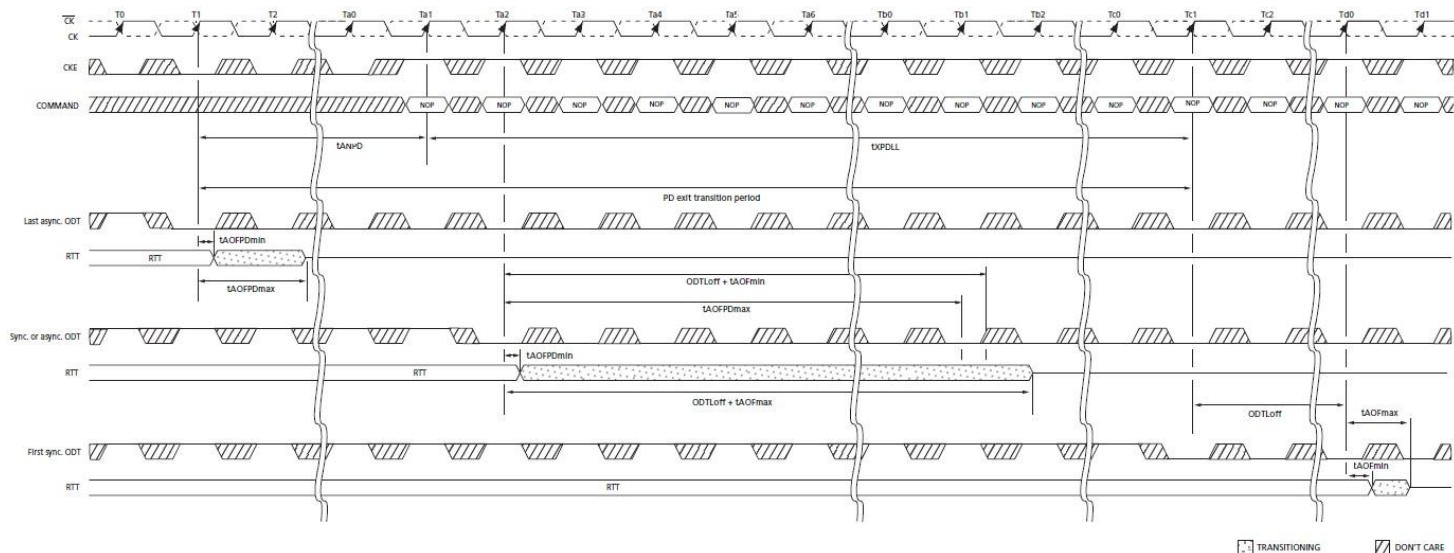 T0 T1 T2 Ta0 Ta1 Ta2 Ta3 Ta4 Ta5 Ta6 Tb0 Tb1 Tb2 Tc0 Tc1 Tc2 Td0 Td1
CK
CK
CKE
COMMAND NOP NOP NOP NOP NOP NOP NOP NOP NOP NOP NOP NOP NOP NOP
tANPD tXPDLL
PD exit transition period
Last async. ODT
tAOFPDmin
RTT RTT
tAOFPDmax
ODTLoff + tAOFmin
tAOFPDmax
Sync. or async. ODT
tAOFPDmin
RTT RTT
ODTLoff + tAOFmax
ODTLoff tAOFmax
First sync. ODT
tAOFmin
RTT RTT
TRANSITIONING DON'T CARE